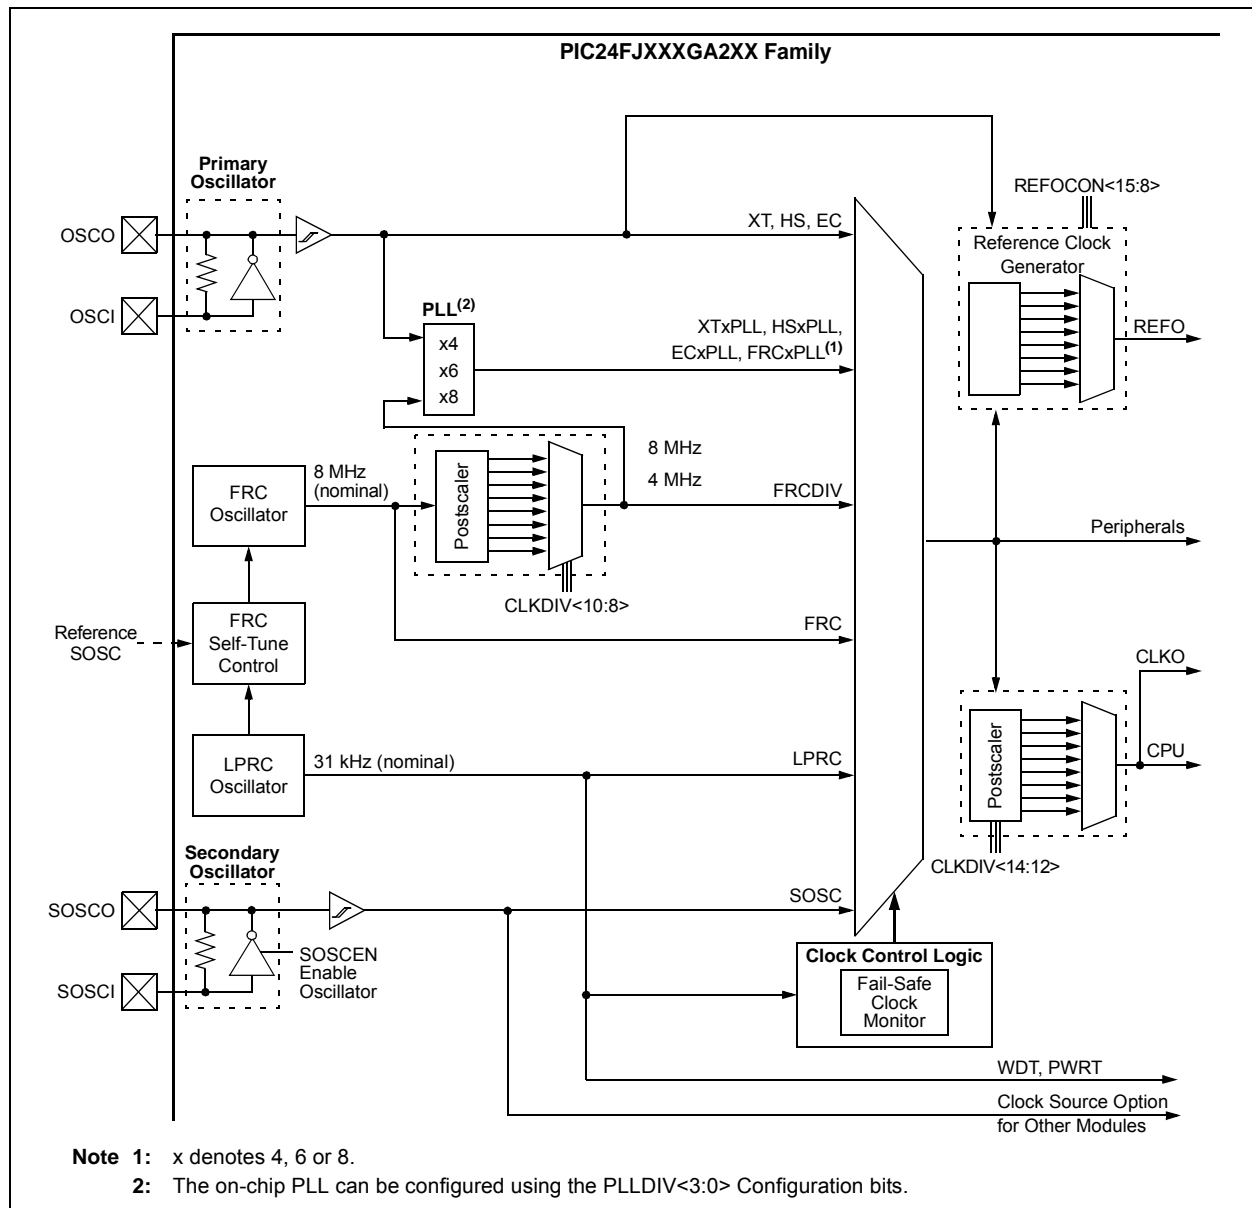 PIC24FJXXXGA2XX Family
Primary
Oscillator
REFOCON<15:8>
OSCO
XT, HS, EC
Reference Clock
Generator
OSCI
PLL(2)
x4
x6
x8
XTxPLL, HSxPLL,
ECxPLL, FRCxPLL(1)
REFO
8 MHz
4 MHz
FRC
Oscillator
8 MHz
(nominal)
Postscaler
FRCDIV
Peripherals
CLKDIV<10:8>
Reference
SOSC
FRC
Self-Tune
Control
FRC
CLKO
LPRC
Oscillator
31 kHz (nominal)
LPRC
Postscaler
CPU
CLKDIV<14:12>
Secondary
Oscillator
SOSCO
SOSC
SOSCEN
Enable
Oscillator
SOSCI
Clock Control Logic
Fail-Safe
Clock
Monitor
WDT, PWRT
Clock Source Option
for Other Modules
Note 1: x denotes 4, 6 or 8.
2: The on-chip PLL can be configured using the PLLDIV<3:0> Configuration bits.